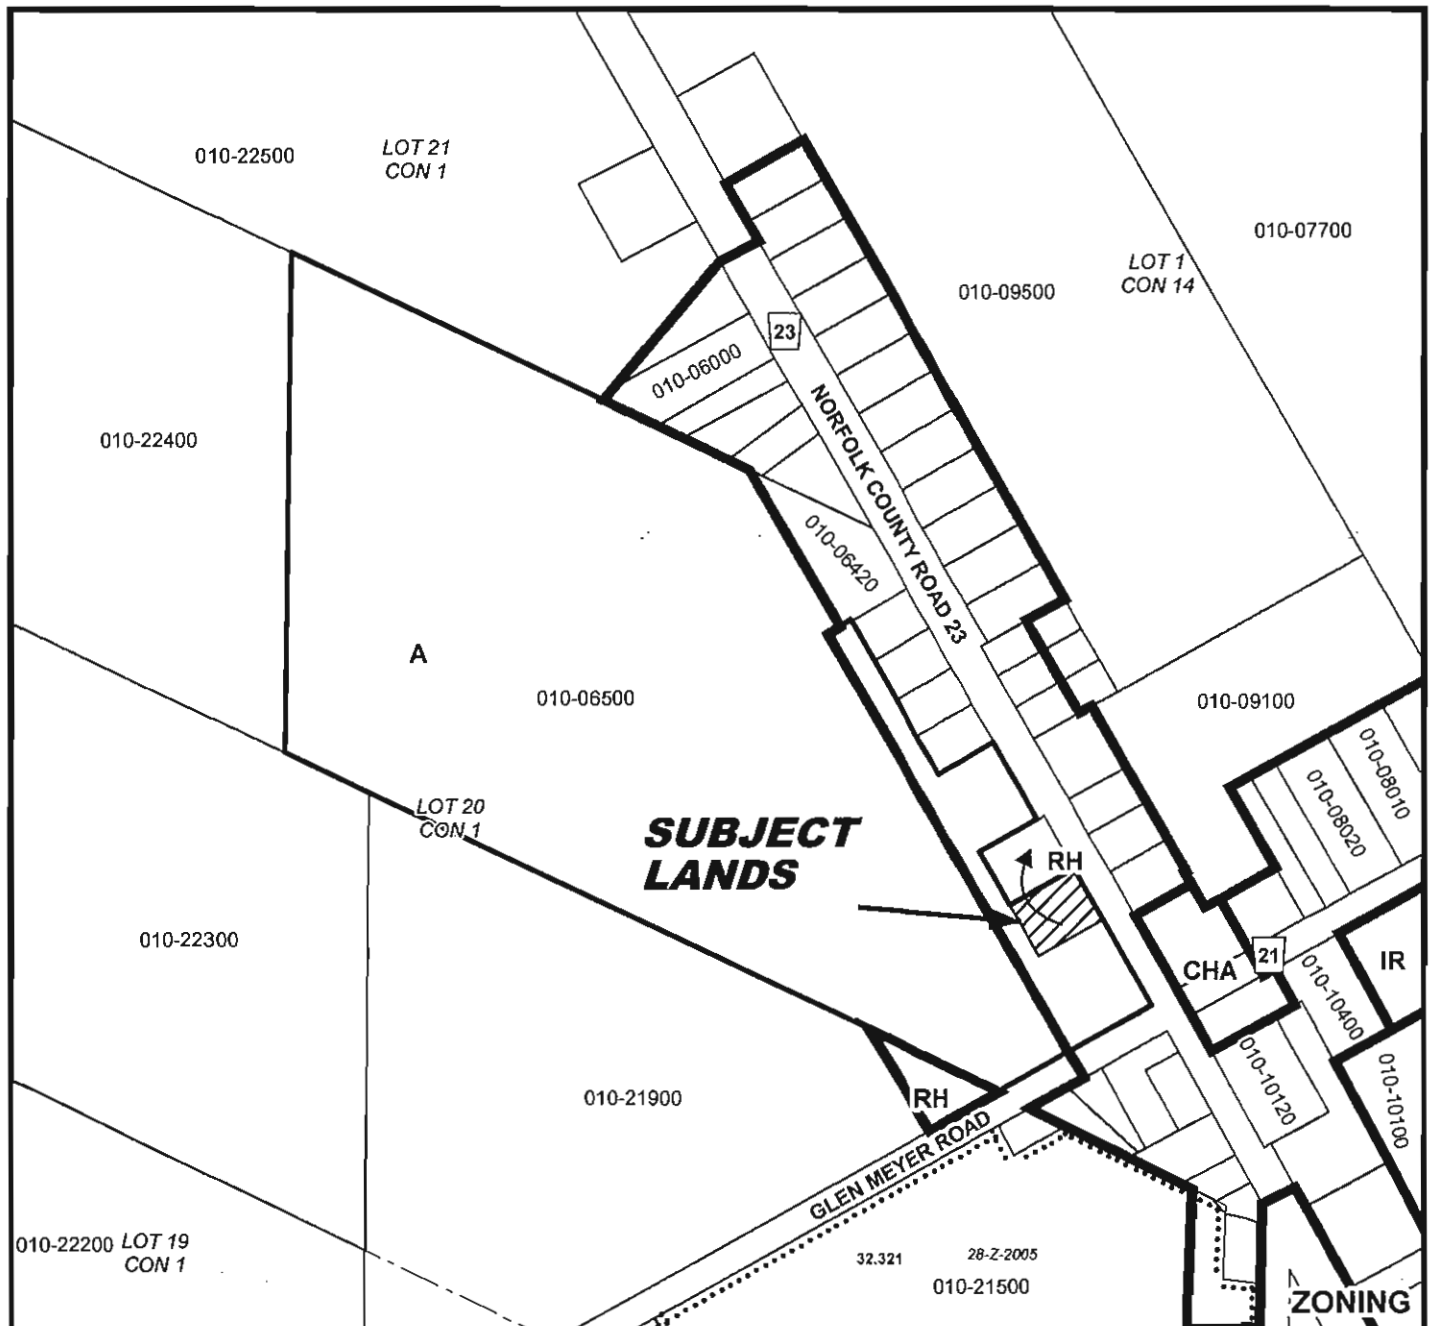 LOT 21
CON 1
010-22500
010-07700
LOT 1
CON 14
010-09500
23
010-06000
NORFOLK COUNTY ROAD 23
010-22400
010-06420
A
010-06500
010-09100
010-08010
010-08020
LOT 20
CON 1
SUBJECT
LANDS
RH
010-22300
CHA
21
IR
010-10400
010-10120
010-10100
010-21900
RH
GLEN MEYER ROAD
010-22200
LOT 19
CON 1
32.321
28-Z-2005
010-21500
ZONING